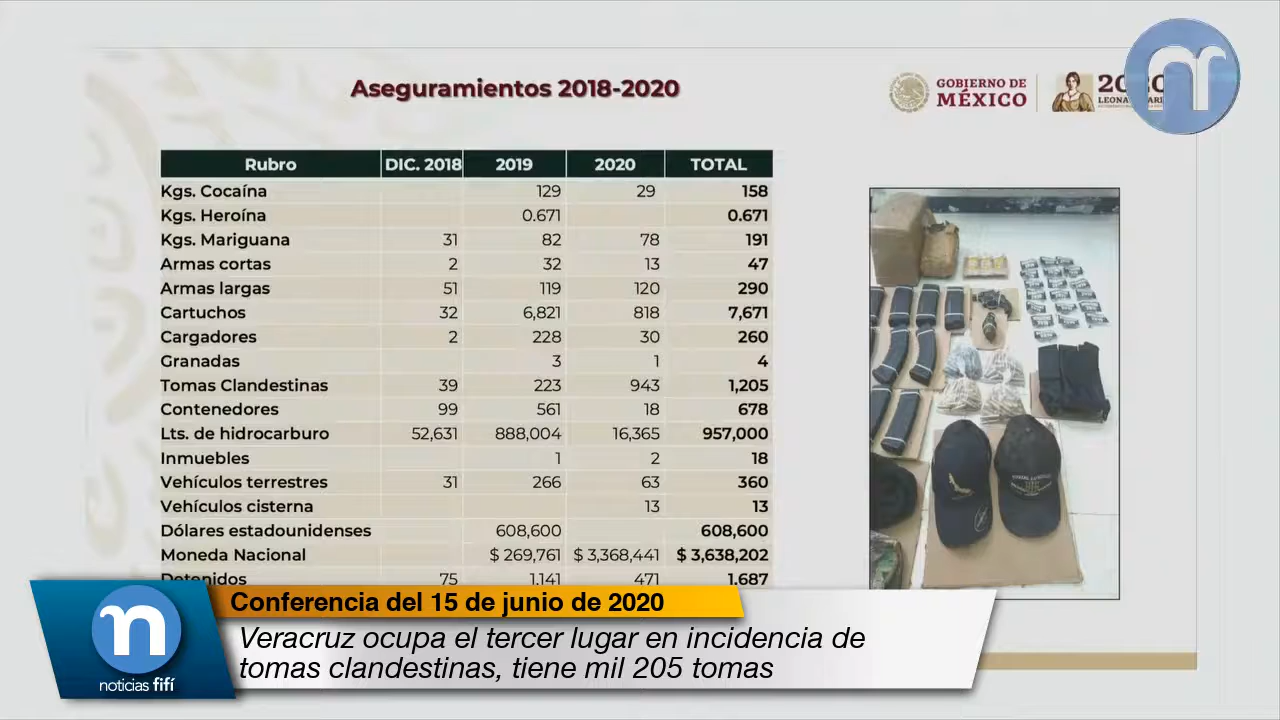 Aseguramientos 2018-2020
GOBIERNO DE
MÉXICO
Rubro DIC. 2018 2019 2020 TOTAL
Kgs. Cocaína 129 29 158
Kgs. Heroína 0.671 0.671
Kgs. Mariguana 31 82 78 191
Armas cortas 2 32 13 47
Armas largas 51 119 120 290
Cartuchos 32 6,821 818 7,671
Cargadores 2 228 30 260
Granadas 3 1 4
Tomas Clandestinas 39 223 943 1,205
Contenedores 99 561 18 678
Lts. de hidrocarburo 52,631 888,004 16,365 957,000
Inmuebles 1 2 18
Vehículos terrestres 31 266 63 360
Vehículos cisterna 13 13
Dólares estadounidenses 608,600 608,600
Moneda Nacional $ 269,761 $ 3,368,441 $ 3,638,202
Detenidos 75 1,141 471 1,687
Conferencia del 15 de junio de 2020
Veracruz ocupa el tercer lugar en incidencia de
tomas clandestinas, tiene mil 205 tomas
n
noticias fifí